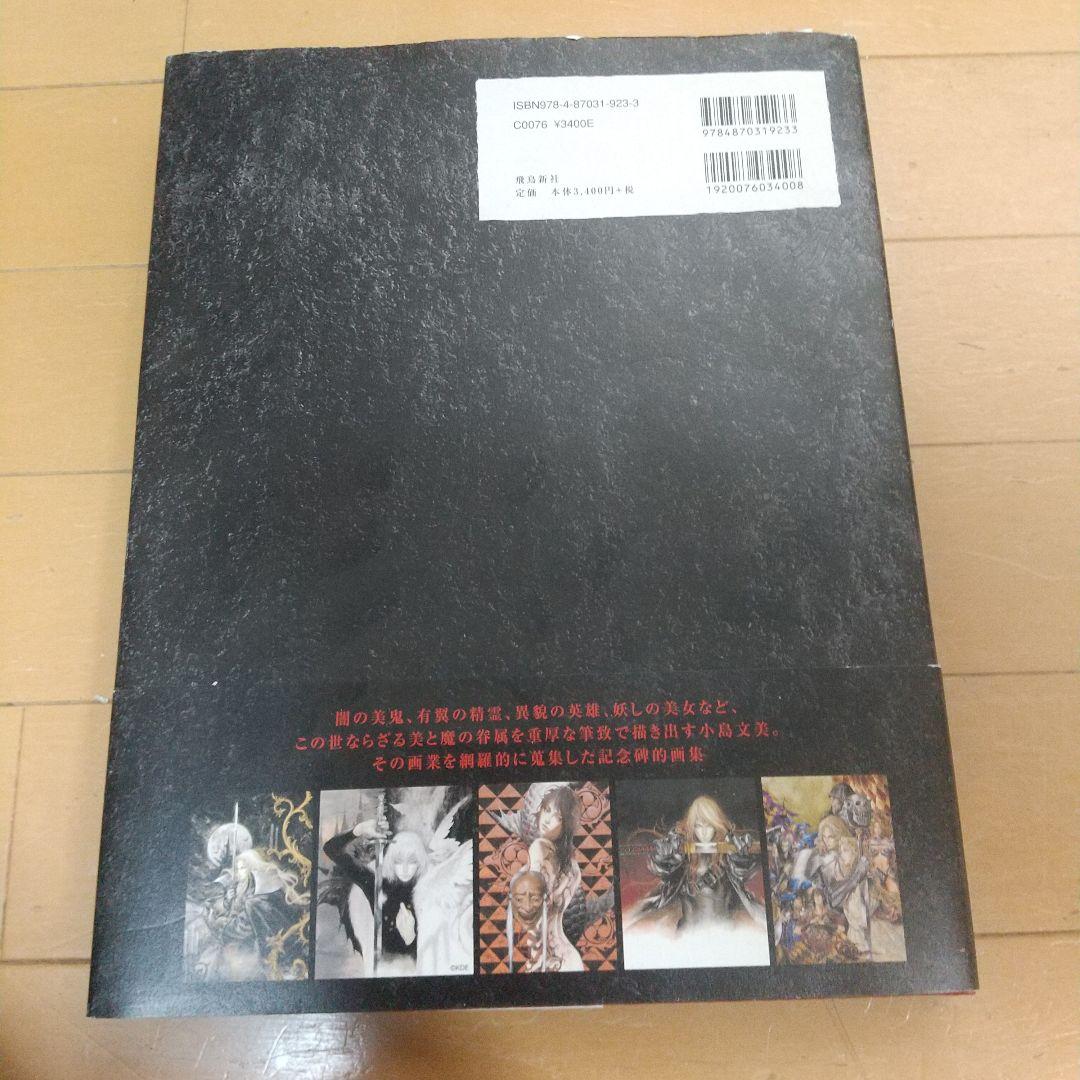 ISBN978-4-87031-923-3
C0076 ¥3400E
9784870319233
飛鳥新社
定価 本体3,400円+税
1920076034008
闇の美鬼、有翼の精霊、異貌の英雄、妖しの美女など、
この世ならざる美と魔の眷属を重厚な筆致で描き出す小島文美。
その画業を網羅的に蒐集した記念碑的画集
©KDE